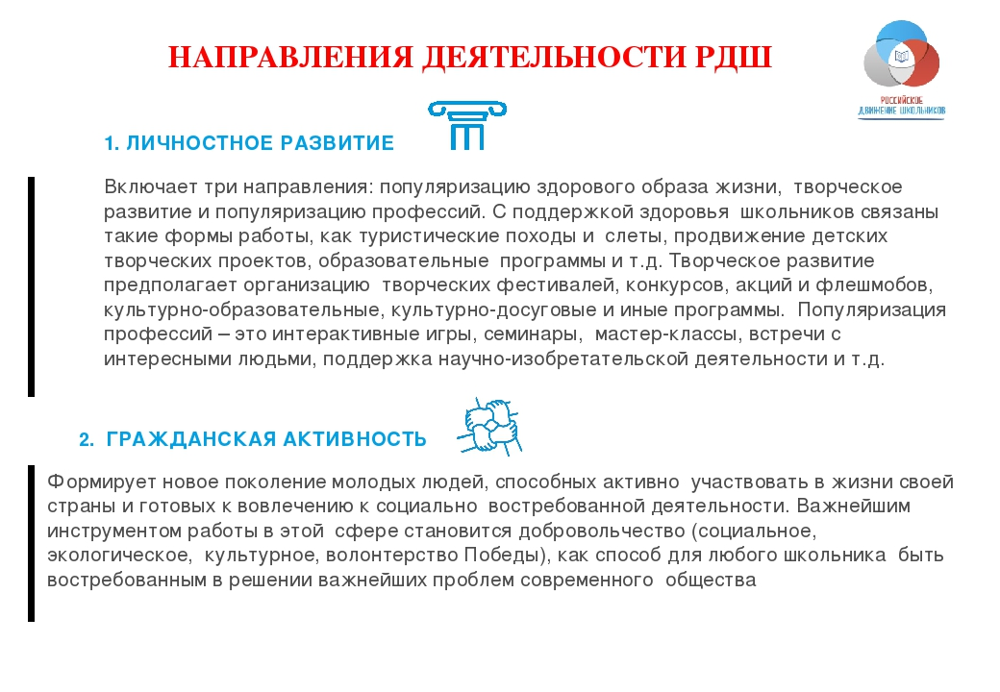 НАПРАВЛЕНИЯ ДЕЯТЕЛЬНОСТИ РДШ
РОССИЙСКОЕ
ДВИЖЕНИЕ ШКОЛЬНИКОВ
1. ЛИЧНОСТНОЕ РАЗВИТИЕ
Включает три направления: популяризацию здорового образа жизни, творческое
развитие и популяризацию профессий. С поддержкой здоровья школьников связаны
такие формы работы, как туристические походы и слеты, продвижение детских
творческих проектов, образовательные программы и т.д. Творческое развитие
предполагает организацию творческих фестивалей, конкурсов, акций и флешмобов,
культурно-образовательные, культурно-досуговые и иные программы. Популяризация
профессий – это интерактивные игры, семинары, мастер-классы, встречи с
интересными людьми, поддержка научно-изобретательской деятельности и т.д.
2. ГРАЖДАНСКАЯ АКТИВНОСТЬ
Формирует новое поколение молодых людей, способных активно участвовать в жизни своей
страны и готовых к вовлечению к социально востребованной деятельности. Важнейшим
инструментом работы в этой сфере становится добровольчество (социальное,
экологическое, культурное, волонтерство Победы), как способ для любого школьника быть
востребованным в решении важнейших проблем современного общества